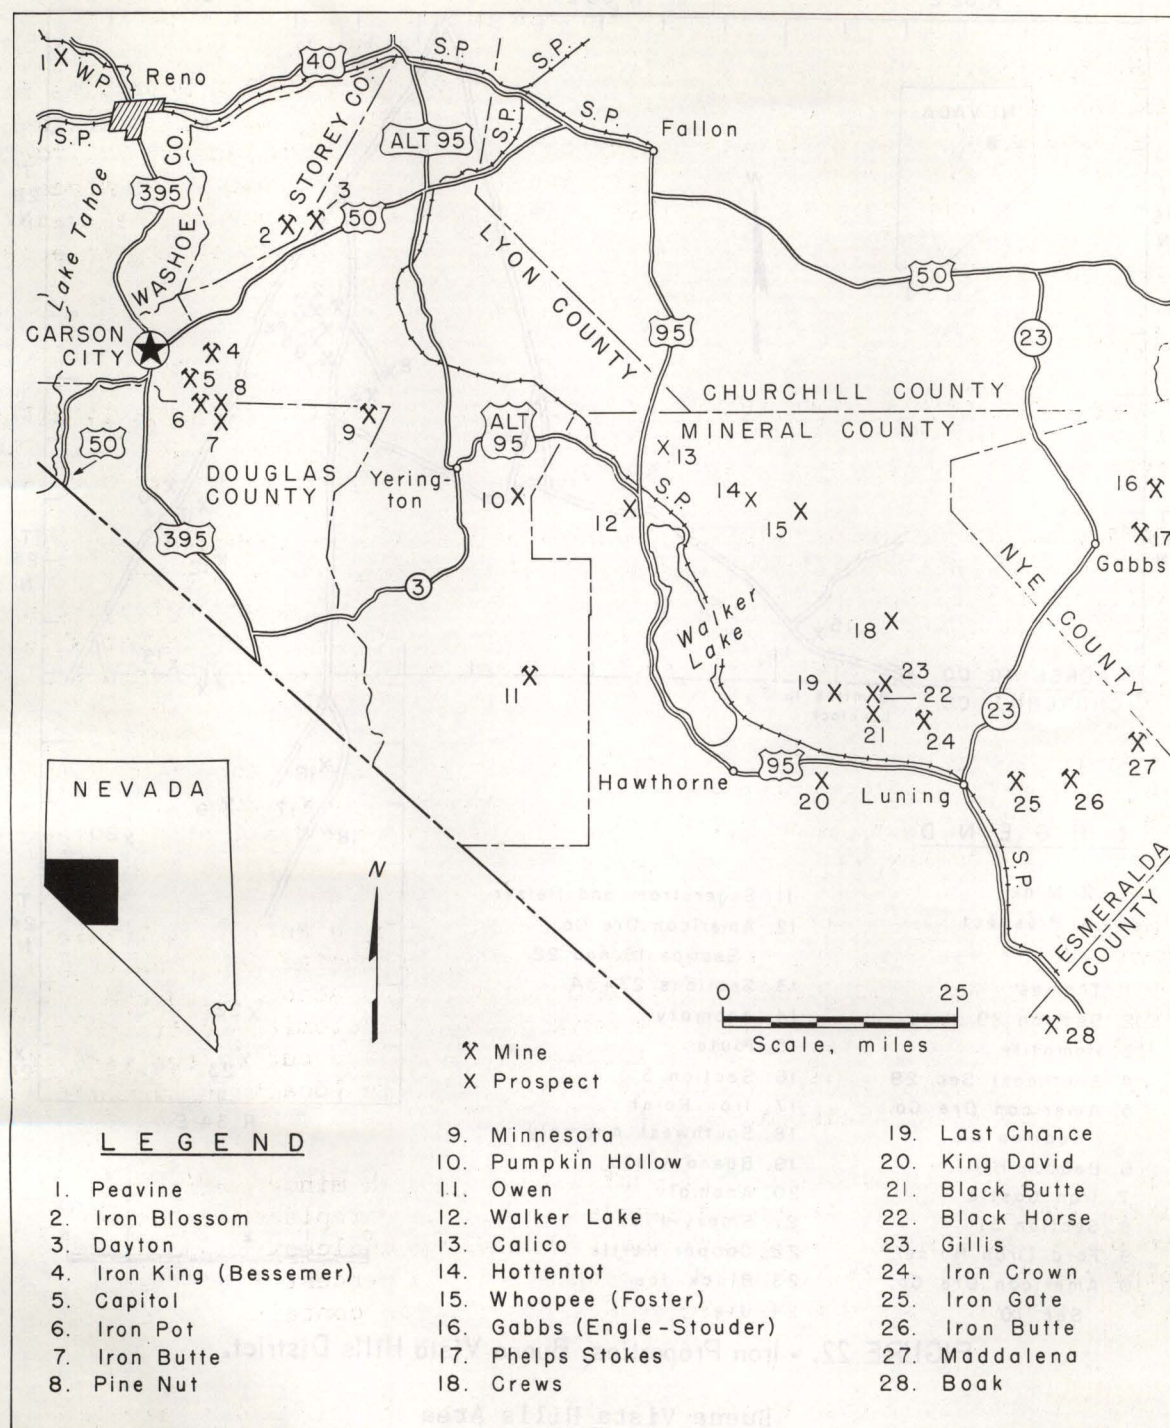 1
W.P.
Reno
40
S.P.
S.P.
S.P.
S.P.
STOREY CO.
ALT 95
S.P.
Fallon
Lake Tahoe
395
WASHOE CO.
3
2
50
LYON COUNTY
50
95
23
CARSON
CITY
4
5
8
6
7
9
CHURCHILL COUNTY
MINERAL COUNTY
ALT
95
50
DOUGLAS
COUNTY
Yering-
ton
10
12
13
S.P.
14
15
16
17
Gabbs
395
3
NYE COUNTY
Walker
Lake
18
11
19
23
22
21
24
23
27
Hawthorne
95
20
Luning
25
26
S.P.
ESMERALDA
COUNTY
28
NEVADA
N
0 25
Scale, miles
Mine
X Prospect
LEGEND
1. Peavine
2. Iron Blossom
3. Dayton
4. Iron King (Bessemer)
5. Capitol
6. Iron Pot
7. Iron Butte
8. Pine Nut
9. Minnesota
10. Pumpkin Hollow
11. Owen
12. Walker Lake
13. Calico
14. Hottentot
15. Whoopee (Foster)
16. Gabbs (Engle-Stouder)
17. Phelps Stokes
18. Crews
19. Last Chance
20. King David
21. Black Butte
22. Black Horse
23. Gillis
24. Iron Crown
25. Iron Gate
26. Iron Butte
27. Maddalena
28. Boak